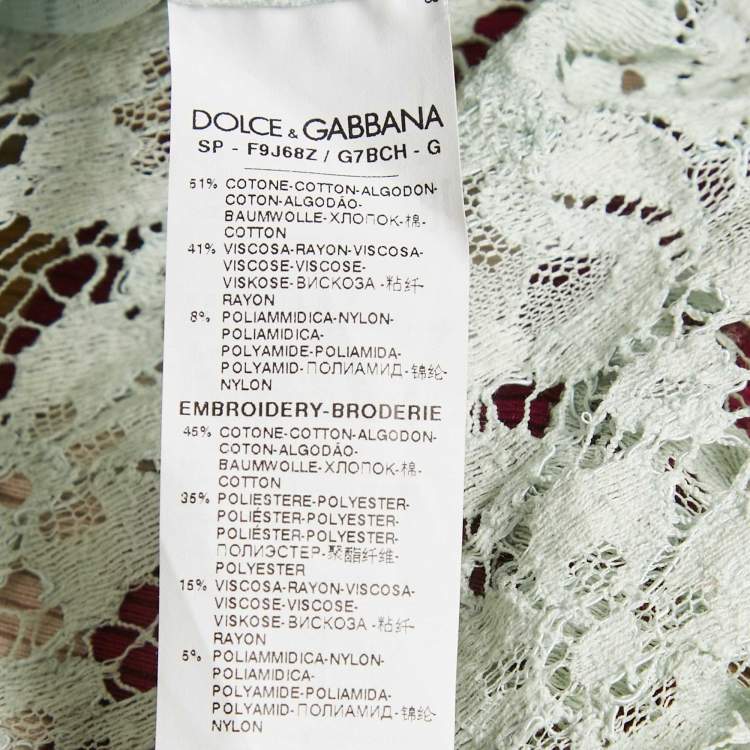 DOLCE & GABBANA
SP - F9J68Z / G7BCH - G
51% COTONE-COTTON-ALGODON-
COTON-ALGODÃO-
BAUMWOLLE-ХЛОПОК-棉-
COTTON
41% VISCOSA-RAYON-VISCOSA-
VISCOSE-VISCOSE-
VISKOSE-ВИСКОЗА -粘纤-
RAYON
8% POLIAMMIDICA-NYLON-
POLIAMIDICA-
POLYAMIDE-POLIAMIDA-
POLYAMID-ПОЛИАМИД-锦纶-
NYLON
EMBROIDERY-BRODERIE
45% COTONE-COTTON-ALGODON-
COTON-ALGODÃO-
BAUMWOLLE-ХЛОПОК-棉-
COTTON
35% POLIESTERE-POLYESTER-
POLIÉSTER-POLYESTER-
POLIÉSTER-POLYESTER-
ПОЛИЭСТЕР-聚酯纤维-
POLYESTER
15% VISCOSA-RAYON-VISCOSA-
VISCOSE-VISCOSE-
VISKOSE-ВИСКОЗА -粘纤-
RAYON
5% POLIAMMIDICA-NYLON-
POLIAMIDICA-
POLYAMIDE-POLIAMIDA-
POLYAMID-ПОЛИАМИД-锦纶-
NYLON